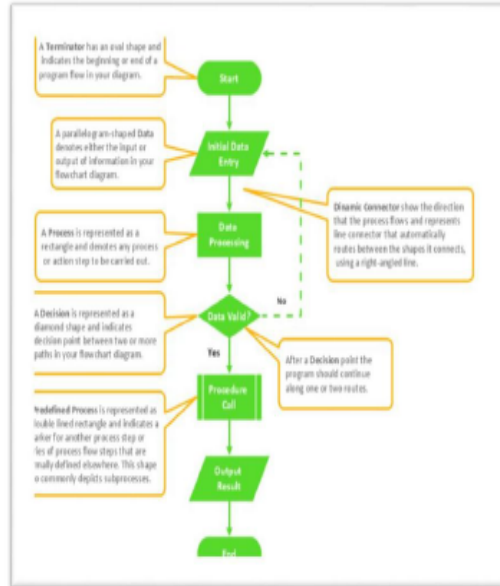 A Terminator has an oval shape and
indicates the beginning or end of a
program flow in your diagram.
Start
A parallelogram-shaped Data
denotes either the input or
output of information in your
flowchart diagram.
Initial Data
Entry
Dinamic Connector show the direction
that the process flows and represents
line connector that automatically
routes between the shapes it connects,
using a right-angled line.
A Process is represented as a
rectangle and denotes any process
or action step to be carried out.
Data
Processing
No
A Decision is represented as a
diamond shape and indicates
decision point between two or more
paths in your flowchart diagram.
Data Valid?
Yes
After a Decision point the
program should continue
along one or two routes.
redefined Process is represented as
ouble lined rectangle and indicates a
arker for another process step or
ies of process flow steps that are
mally defined elsewhere. This shape
o commonly depicts subprocesses.
Procedure
Call
Output
Result
End